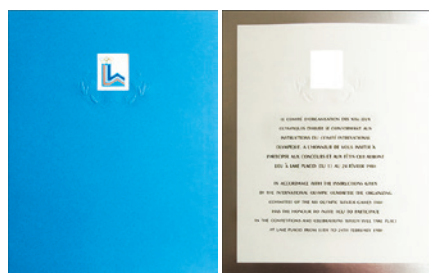 LE COMITÉ D'ORGANISATION DES XIII
OLYMPIQUES D'HIVER SE CONFORMANT AUX
INSTRUCTIONS DU COMITÉ INTERNATIONAL
OLYMPIQUE, A L'HONNEUR DE VOUS INVITER À
PARTICIPER AUX CONCOURS ET AUX FÊTES QUI AURONT
LIEU À LAKE PLACID DU 13 AU 24 FÉVRIER 1980
IN ACCORDANCE WITH THE INSTRUCTIONS GIVEN
BY THE INTERNATIONAL OLYMPIC COMMITTEE THE ORGANIZING
COMMITTEE OF THE XIII OLYMPIC WINTER GAMES 1980
HAS THE HONOUR TO INVITE YOU TO PARTICIPATE
IN THE COMPETITIONS AND CELEBRATIONS WHICH WILL TAKE PLACE
AT LAKE PLACID FROM 13TH TO 24TH FEBRUARY 1980